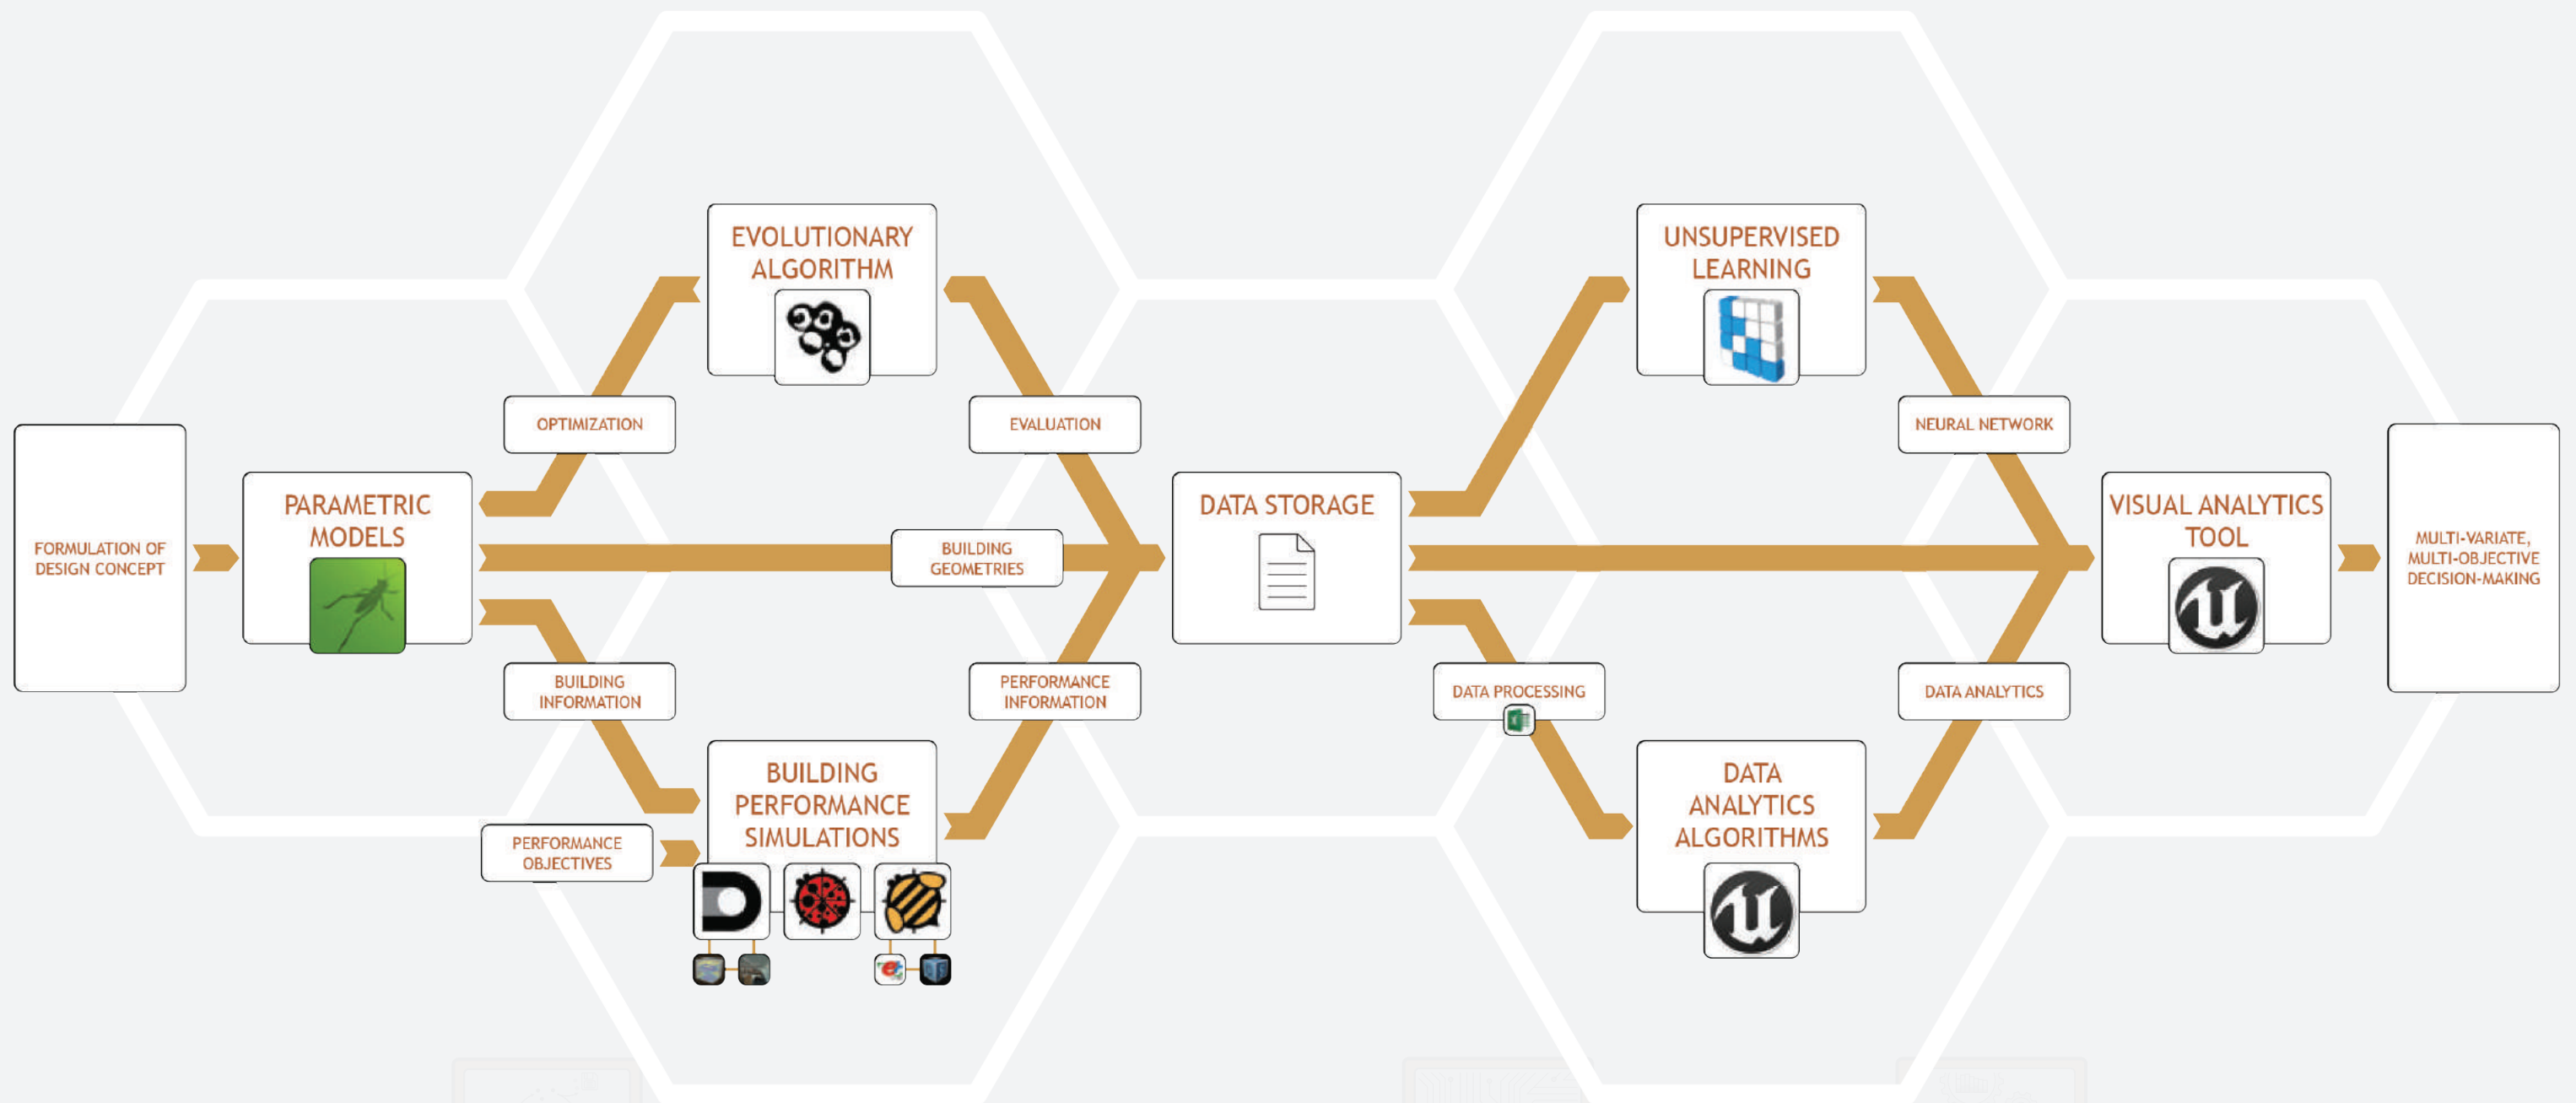 FORMULATION OF
DESIGN CONCEPT
PARAMETRIC
MODELS
OPTIMIZATION
EVOLUTIONARY
ALGORITHM
EVALUATION
BUILDING
GEOMETRIES
BUILDING
INFORMATION
PERFORMANCE
OBJECTIVES
BUILDING
PERFORMANCE
SIMULATIONS
PERFORMANCE
INFORMATION
DATA STORAGE
UNSUPERVISED
LEARNING
NEURAL NETWORK
DATA PROCESSING
DATA
ANALYTICS
ALGORITHMS
DATA ANALYTICS
VISUAL ANALYTICS
TOOL
MULTI-VARIATE,
MULTI-OBJECTIVE
DECISION-MAKING